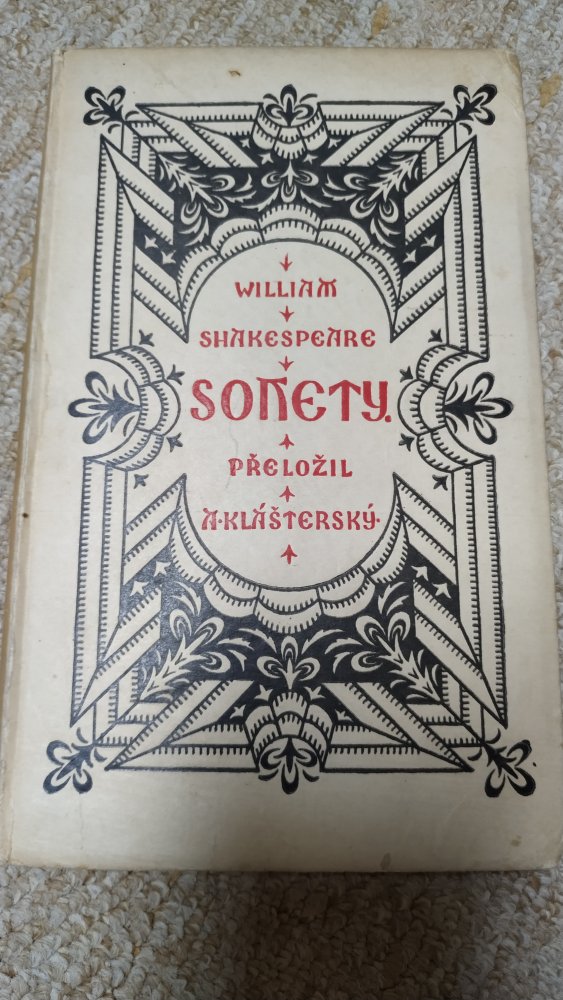 WILLIAM
SHAKESPEARE
SONETY.
PŘELOŽIL
A·KLÁŠTERSKÝ·